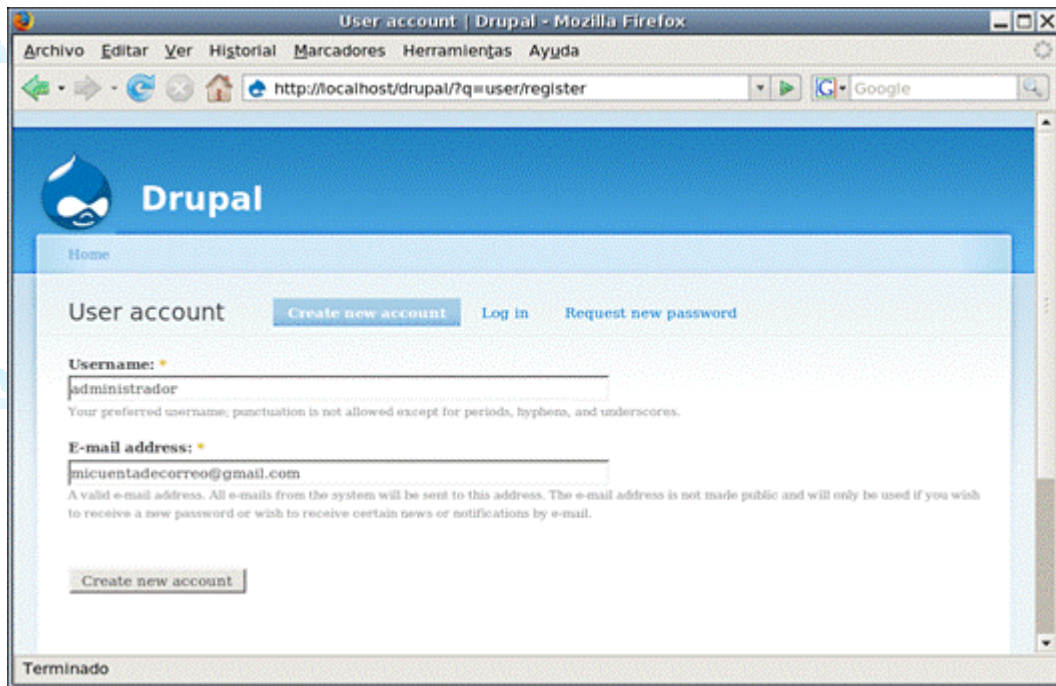 User account | Drupal - Mozilla Firefox
Archivo Editar Ver Historial Marcadores Herramientas Ayuda
http://localhost/drupal/?q=user/register
G Google
Drupal
Home
User account Create new account Log in Request new password
Username: *
administrador
Your preferred username; punctuation is not allowed except for periods, hyphens, and underscores.
E-mail address: *
micuentadecorreo@gmail.com
A valid e-mail address. All e-mails from the system will be sent to this address. The e-mail address is not made public and will only be used if you wish
to receive a new password or wish to receive certain news or notifications by e-mail.
Create new account
Terminado